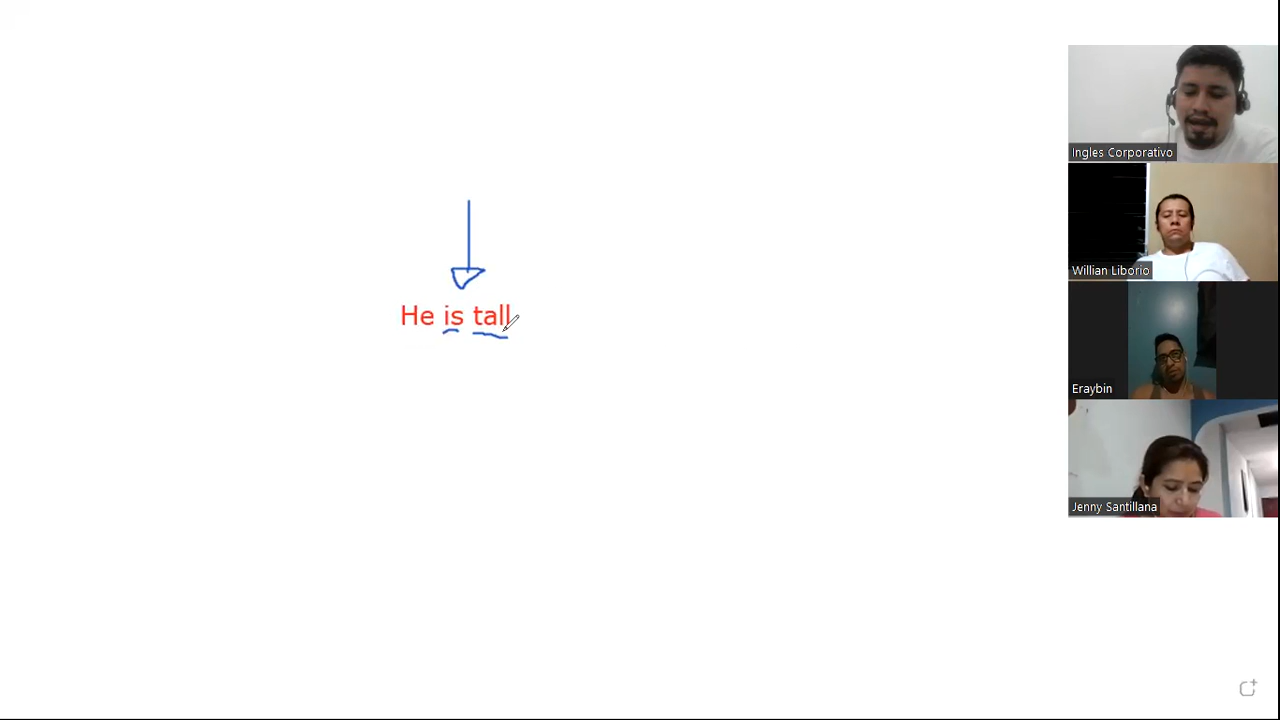 He is tall
Ingles Corporativo
Willian Liborio
Eraybin
Jenny Santillana